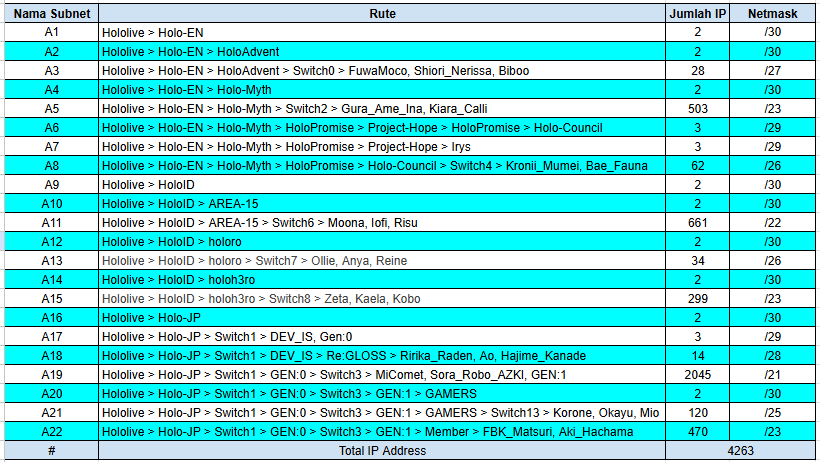 Nama Subnet Rute Jumlah IP Netmask
A1 Hololive > Holo-EN 2 /30
A2 Hololive > Holo-EN > HoloAdvent 2 /30
A3 Hololive > Holo-EN > HoloAdvent > Switch0 > FuwaMoco, Shiori_Nerissa, Biboo 28 /27
A4 Hololive > Holo-EN > Holo-Myth 2 /30
A5 Hololive > Holo-EN > Holo-Myth > Switch2 > Gura_Ame_Ina, Kiara_Calli 503 /23
A6 Hololive > Holo-EN > Holo-Myth > HoloPromise > Project-Hope > HoloPromise > Holo-Council 3 /29
A7 Hololive > Holo-EN > Holo-Myth > HoloPromise > Project-Hope > Irys 3 /29
A8 Hololive > Holo-EN > Holo-Myth > HoloPromise > Holo-Council > Switch4 > Kronii_Mumei, Bae_Fauna 62 /26
A9 Hololive > HoloID 2 /30
A10 Hololive > HoloID > AREA-15 2 /30
A11 Hololive > HoloID > AREA-15 > Switch6 > Moona, Iofi, Risu 661 /22
A12 Hololive > HoloID > holoro 2 /30
A13 Hololive > HoloID > holoro > Switch7 > Ollie, Anya, Reine 34 /26
A14 Hololive > HoloID > holoh3ro 2 /30
A15 Hololive > HoloID > holoh3ro > Switch8 > Zeta, Kaela, Kobo 299 /23
A16 Hololive > Holo-JP 2 /30
A17 Hololive > Holo-JP > Switch1 > DEV_IS, Gen:0 3 /29
A18 Hololive > Holo-JP > Switch1 > DEV_IS > Re:GLOSS > Ririka_Raden, Ao, Hajime_Kanade 14 /28
A19 Hololive > Holo-JP > Switch1 > GEN:0 > Switch3 > MiComet, Sora_Robo_AZKI, GEN:1 2045 /21
A20 Hololive > Holo-JP > Switch1 > GEN:0 > Switch3 > GEN:1 > GAMERS 2 /30
A21 Hololive > Holo-JP > Switch1 > GEN:0 > Switch3 > GEN:1 > GAMERS > Switch13 > Korone, Okayu, Mio 120 /25
A22 Hololive > Holo-JP > Switch1 > GEN:0 > Switch3 > GEN:1 > Member > FBK_Matsuri, Aki_Hachama 470 /23
# Total IP Address 4263